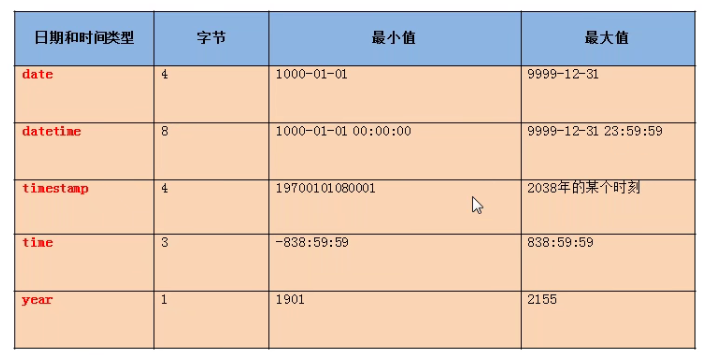 日期和时间类型 字节 最小值 最大值
date 4 1000-01-01 9999-12-31
datetime 8 1000-01-01 00:00:00 9999-12-31 23:59:59
timestamp 4 19700101080001 2038年的某个时刻
time 3 -838:59:59 838:59:59
year 1 1901 2155